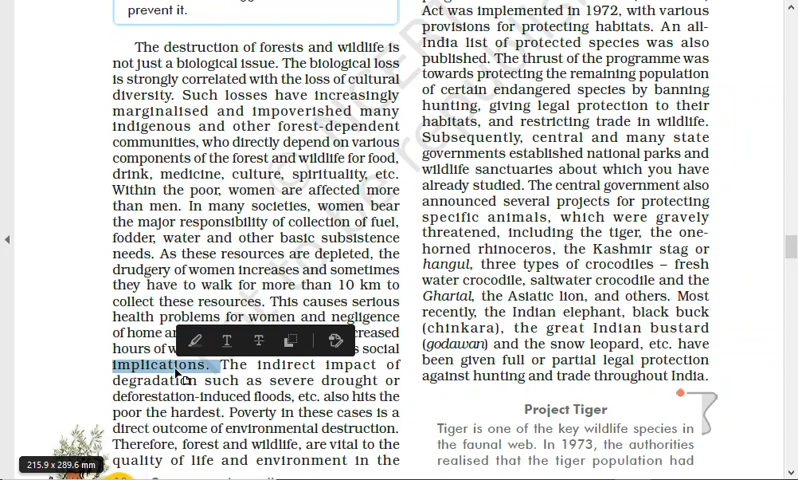 prevent it.
The destruction of forests and wildlife is
not just a biological issue. The biological loss
is strongly correlated with the loss of cultural
diversity. Such losses have increasingly
marginalised and impoverished many
indigenous and other forest-dependent
communities, who directly depend on various
components of the forest and wildlife for food,
drink, medicine, culture, spirituality, etc.
Within the poor, women are affected more
than men. In many societies, women bear
the major responsibility of collection of fuel,
fodder, water and other basic subsistence
needs. As these resources are depleted, the
drudgery of women increases and sometimes
they have to walk for more than 10 km to
collect these resources. This causes serious
health problems for women and negligence
of home an creased
hours of w s social
implications. The indirect impact of
degradation such as severe drought or
deforestation-induced floods, etc. also hits the
poor the hardest. Poverty in these cases is a
direct outcome of environmental destruction.
Therefore, forest and wildlife, are vital to the
quality of life and environment in the
215.9 x 289.6 mm
Act was implemented in 1972, with various
provisions for protecting habitats. An all-
India list of protected species was also
published. The thrust of the programme was
towards protecting the remaining population
of certain endangered species by banning
hunting, giving legal protection to their
habitats, and restricting trade in wildlife.
Subsequently, central and many state
governments established national parks and
wildlife sanctuaries about which you have
already studied. The central government also
announced several projects for protecting
specific animals, which were gravely
threatened, including the tiger, the one-
horned rhinoceros, the Kashmir stag or
hangul, three types of crocodiles – fresh
water crocodile, saltwater crocodile and the
Gharial, the Asiatic lion, and others. Most
recently, the Indian elephant, black buck
(chinkara), the great Indian bustard
(godawan) and the snow leopard, etc. have
been given full or partial legal protection
against hunting and trade throughout India.
Project Tiger
Tiger is one of the key wildlife species in
the faunal web. In 1973, the authorities
realised that the tiger population had